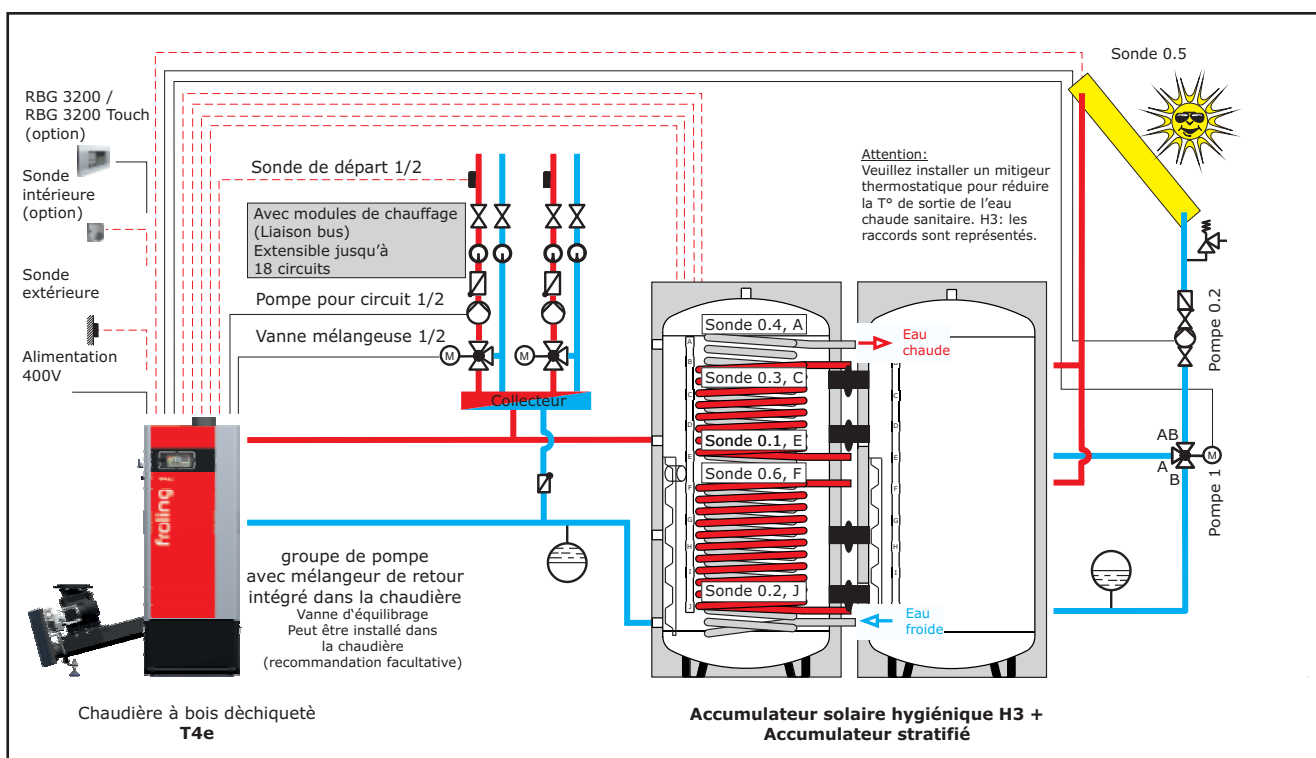 Sonde 0.5
RBG 3200 /
RBG 3200 Touch
(option)
Sonde
intérieure
(option)
Sonde
extérieure
Alimentation
400V
Sonde de départ 1/2
Avec modules de chauffage
(Liaison bus)
Extensible jusqu'à
18 circuits
Pompe pour circuit 1/2
Vanne mélangeuse 1/2
M
M
Collecteur
Attention:
Veuillez installer un mitigeur
thermostatique pour réduire
la T° de sortie de l'eau
chaude sanitaire. H3: les
raccords sont représentés.
Sonde 0.4, A
Sonde 0.3, C
Sonde 0.1, E
Sonde 0.6, F
Sonde 0.2, J
A
B
C
D
E
F
G
H
I
J
Eau
chaude
Eau
froide
C
D
E
F
G
H
I
Pompe 0.2
AB
A
B
M
Pompe 1
froling
groupe de pompe
avec mélangeur de retour
intégré dans la chaudière
Vanne d'équilibrage
Peut être installé dans
la chaudière
(recommandation facultative)
Chaudière à bois dèchiquetè
T4e
Accumulateur solaire hygiénique H3 +
Accumulateur stratifié